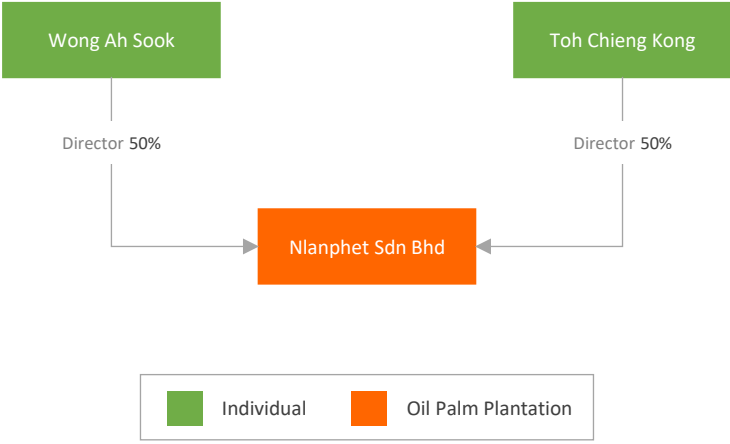 Wong Ah Sook
Toh Chieng Kong
Director 50%
Director 50%
Nlanphet Sdn Bhd
Individual
Oil Palm Plantation